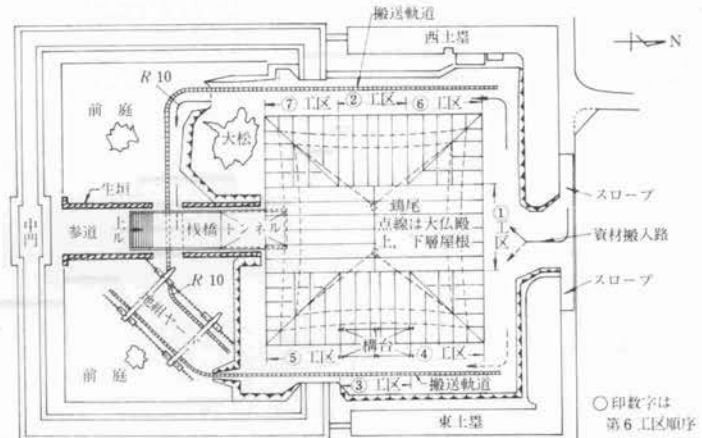 搬送軌道
西土塁
N
R 10
⑦工区 ②工区 ⑥工区
前庭
大松
スロープ
生垣
鴟尾
点線は大仏殿
上,下層屋根
①工区
中門
参道
上ル
桟橋
トンネル
資材搬入路
R 10
スロープ
地組ヤード
構台
前庭
⑤工区 ④工区
③工区
搬送軌道
東土塁
○印数字は
第6工区順序